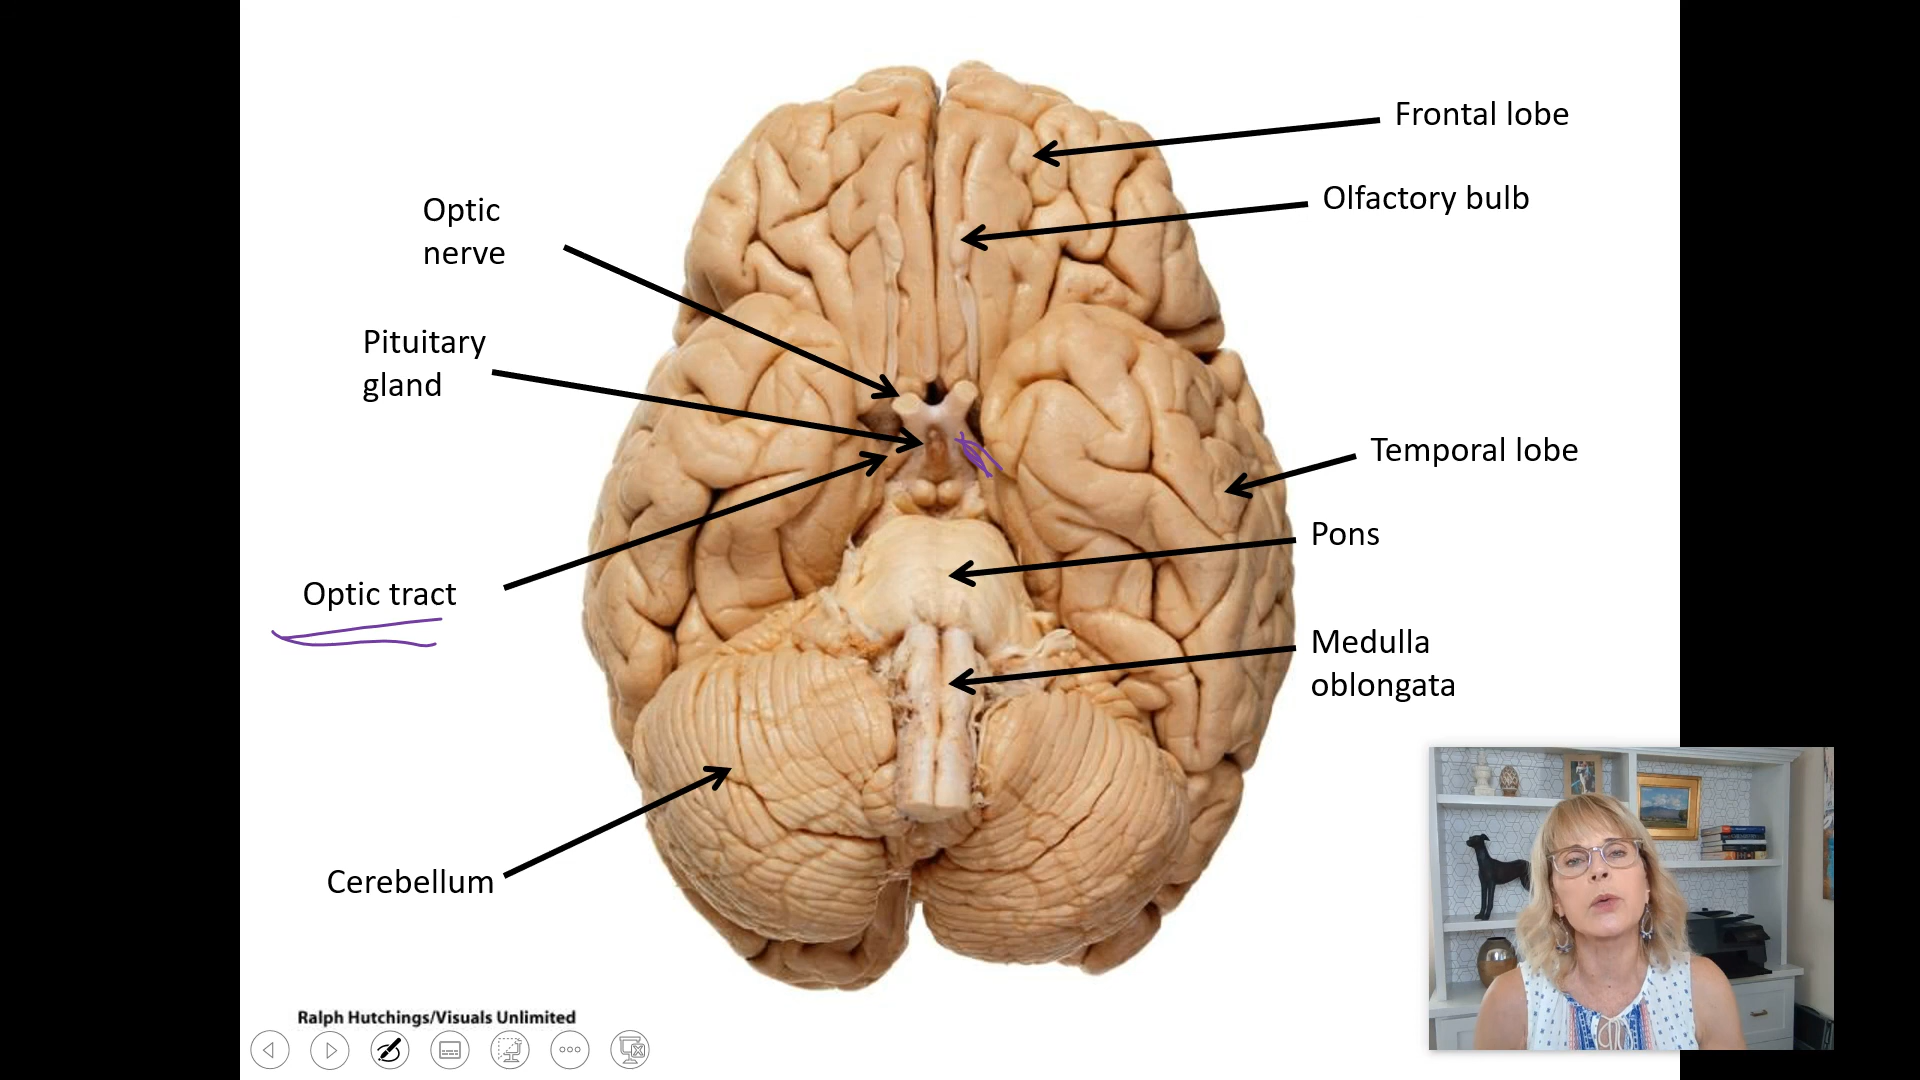 Frontal lobe
Olfactory bulb
Optic
nerve
Pituitary
gland
Temporal lobe
Pons
Optic tract
Medulla
oblongata
Cerebellum
Ralph Hutchings/Visuals Unlimited